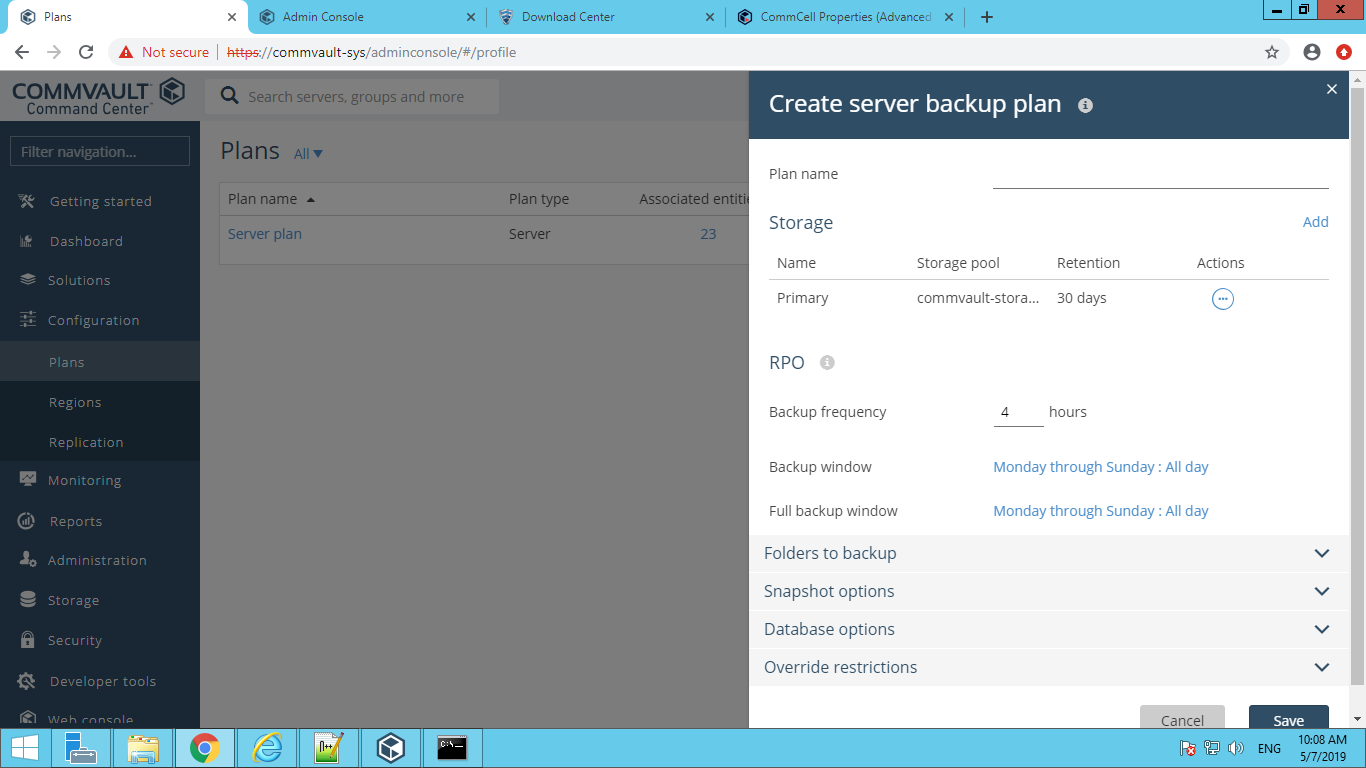 Plans
Admin Console
Download Center
CommCell Properties (Advanced
Not secure
https://commvault-sys/adminconsole/#/profile
COMMVAULT
Command Center
Search servers, groups and more
Filter navigation...
Getting started
Dashboard
Solutions
Configuration
Plans
Regions
Replication
Monitoring
Reports
Administration
Storage
Security
Developer tools
Web console
Plans All
Plan name Plan type Associated entitie
Server plan Server 23
Create server backup plan
Plan name
Storage Add
Name Storage pool Retention Actions
Primary commvault-stora... 30 days
RPO
Backup frequency 4 hours
Backup window Monday through Sunday : All day
Full backup window Monday through Sunday : All day
Folders to backup
Snapshot options
Database options
Override restrictions
Cancel Save
ENG
10:08 AM
5/7/2019